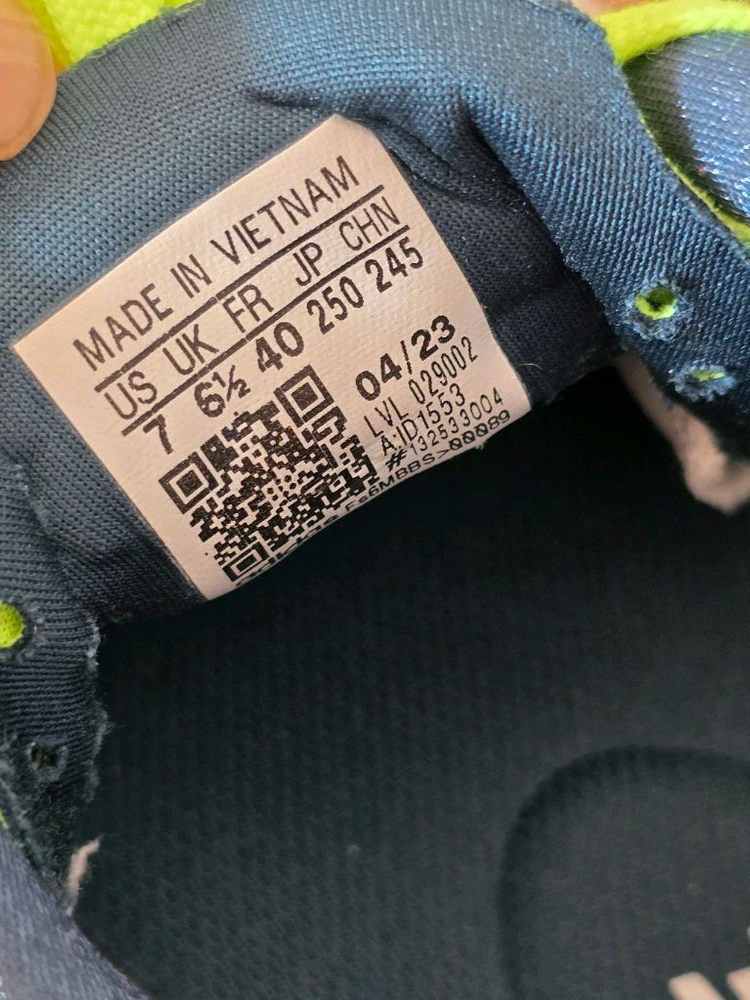 MADE IN VIETNAM
US UK FR JP CHN
7 6½ 40 250 245
04/23
LVL 029002
A:ID1553
#132533004